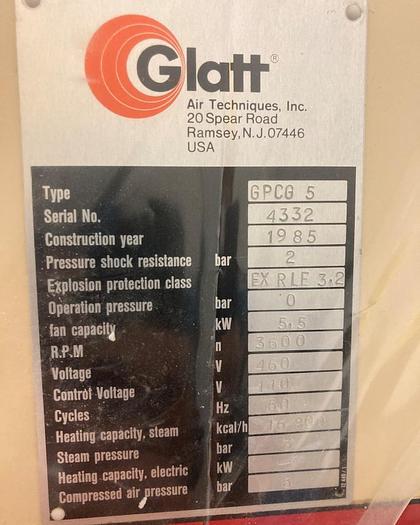 Glatt®
Air Techniques, Inc.
20 Spear Road
Ramsey, N.J. 07446
USA
Type GPCG 5
Serial No. 4332
Construction year 1985
Pressure shock resistance bar 2
Explosion protection class EX RLE 3.2
Operation pressure bar 0
fan capacity kW 5,5
R.P.M n 3600
Voltage V 460
Control Voltage V 110
Cycles Hz 60
Heating capacity, steam kcal/h
Steam pressure bar
Heating capacity, electric kW
Compressed air pressure bar